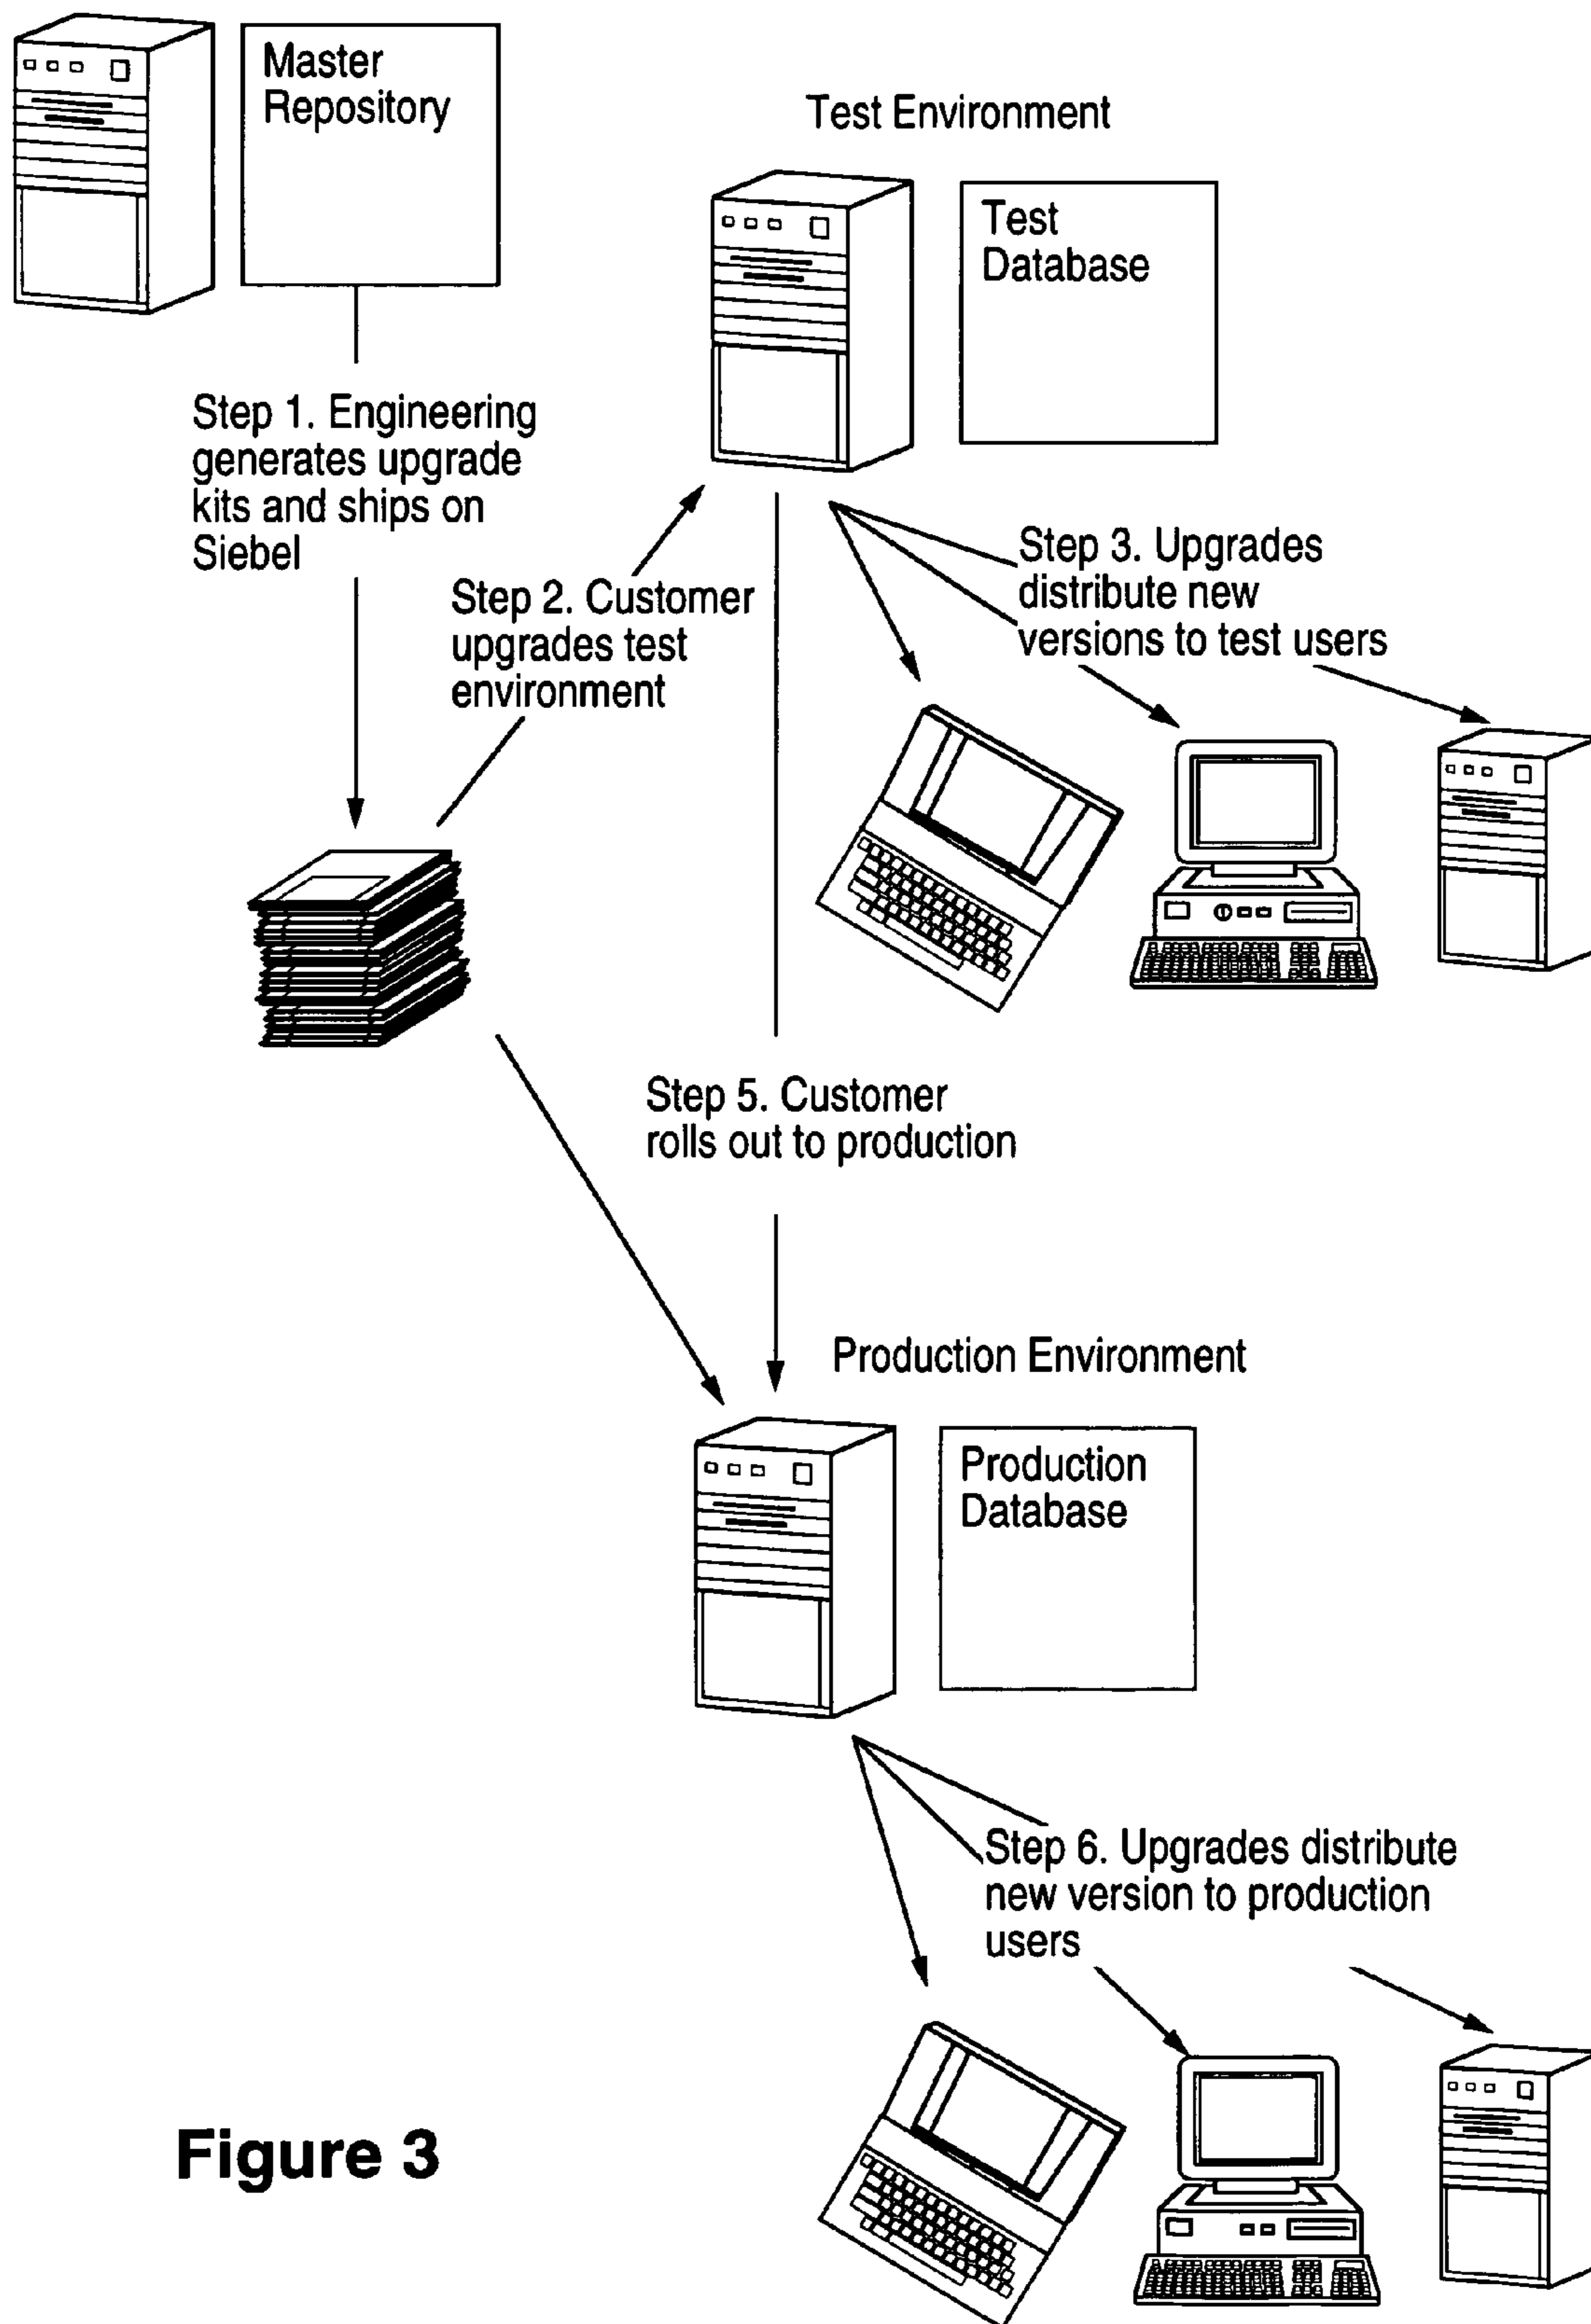 Master
Repository
Test Environment
Test
Database
Step 1. Engineering
generates upgrade
kits and ships on
Siebel
Step 2. Customer
upgrades test
environment
Step 3. Upgrades
distribute new
versions to test users
Step 5. Customer
rolls out to production
Production Environment
Production
Database
Step 6. Upgrades distribute
new version to production
users
Figure 3